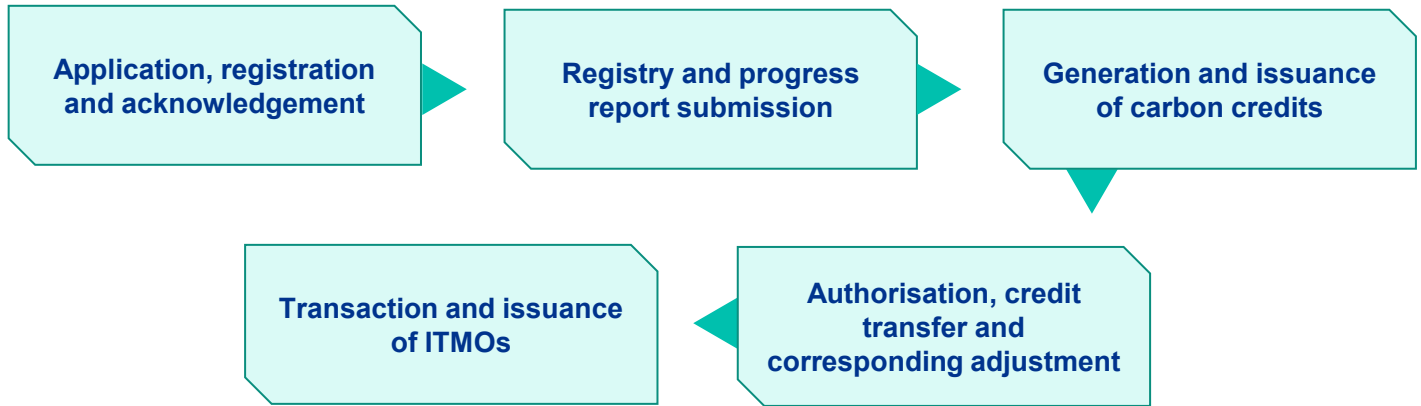 Application, registration
and acknowledgement
Registry and progress
report submission
Generation and issuance
of carbon credits
Authorisation, credit
transfer and
corresponding adjustment
Transaction and issuance
of ITMOs